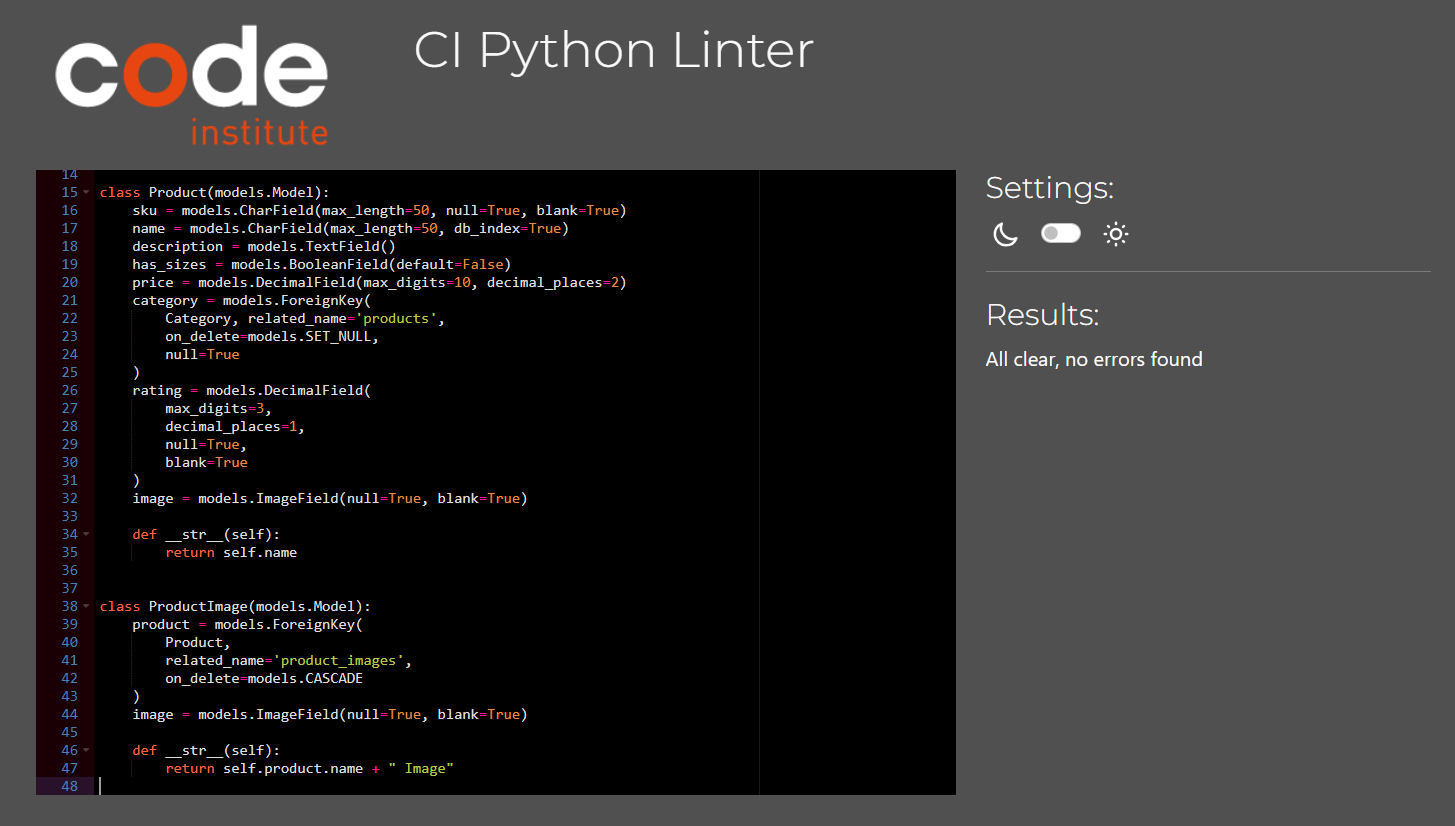 code
institute
CI Python Linter
14
15 class Product(models.Model):
16     sku = models.CharField(max_length=50, null=True, blank=True)
17     name = models.CharField(max_length=50, db_index=True)
18     description = models.TextField()
19     has_sizes = models.BooleanField(default=False)
20     price = models.DecimalField(max_digits=10, decimal_places=2)
21     category = models.ForeignKey(
22         Category, related_name='products',
23         on_delete=models.SET_NULL,
24         null=True
25     )
26     rating = models.DecimalField(
27         max_digits=3,
28         decimal_places=1,
29         null=True,
30         blank=True
31     )
32     image = models.ImageField(null=True, blank=True)
33
34     def __str__(self):
35         return self.name
36
37
38 class ProductImage(models.Model):
39     product = models.ForeignKey(
40         Product,
41         related_name='product_images',
42         on_delete=models.CASCADE
43     )
44     image = models.ImageField(null=True, blank=True)
45
46     def __str__(self):
47         return self.product.name + " Image"
48
Settings:
Results:
All clear, no errors found